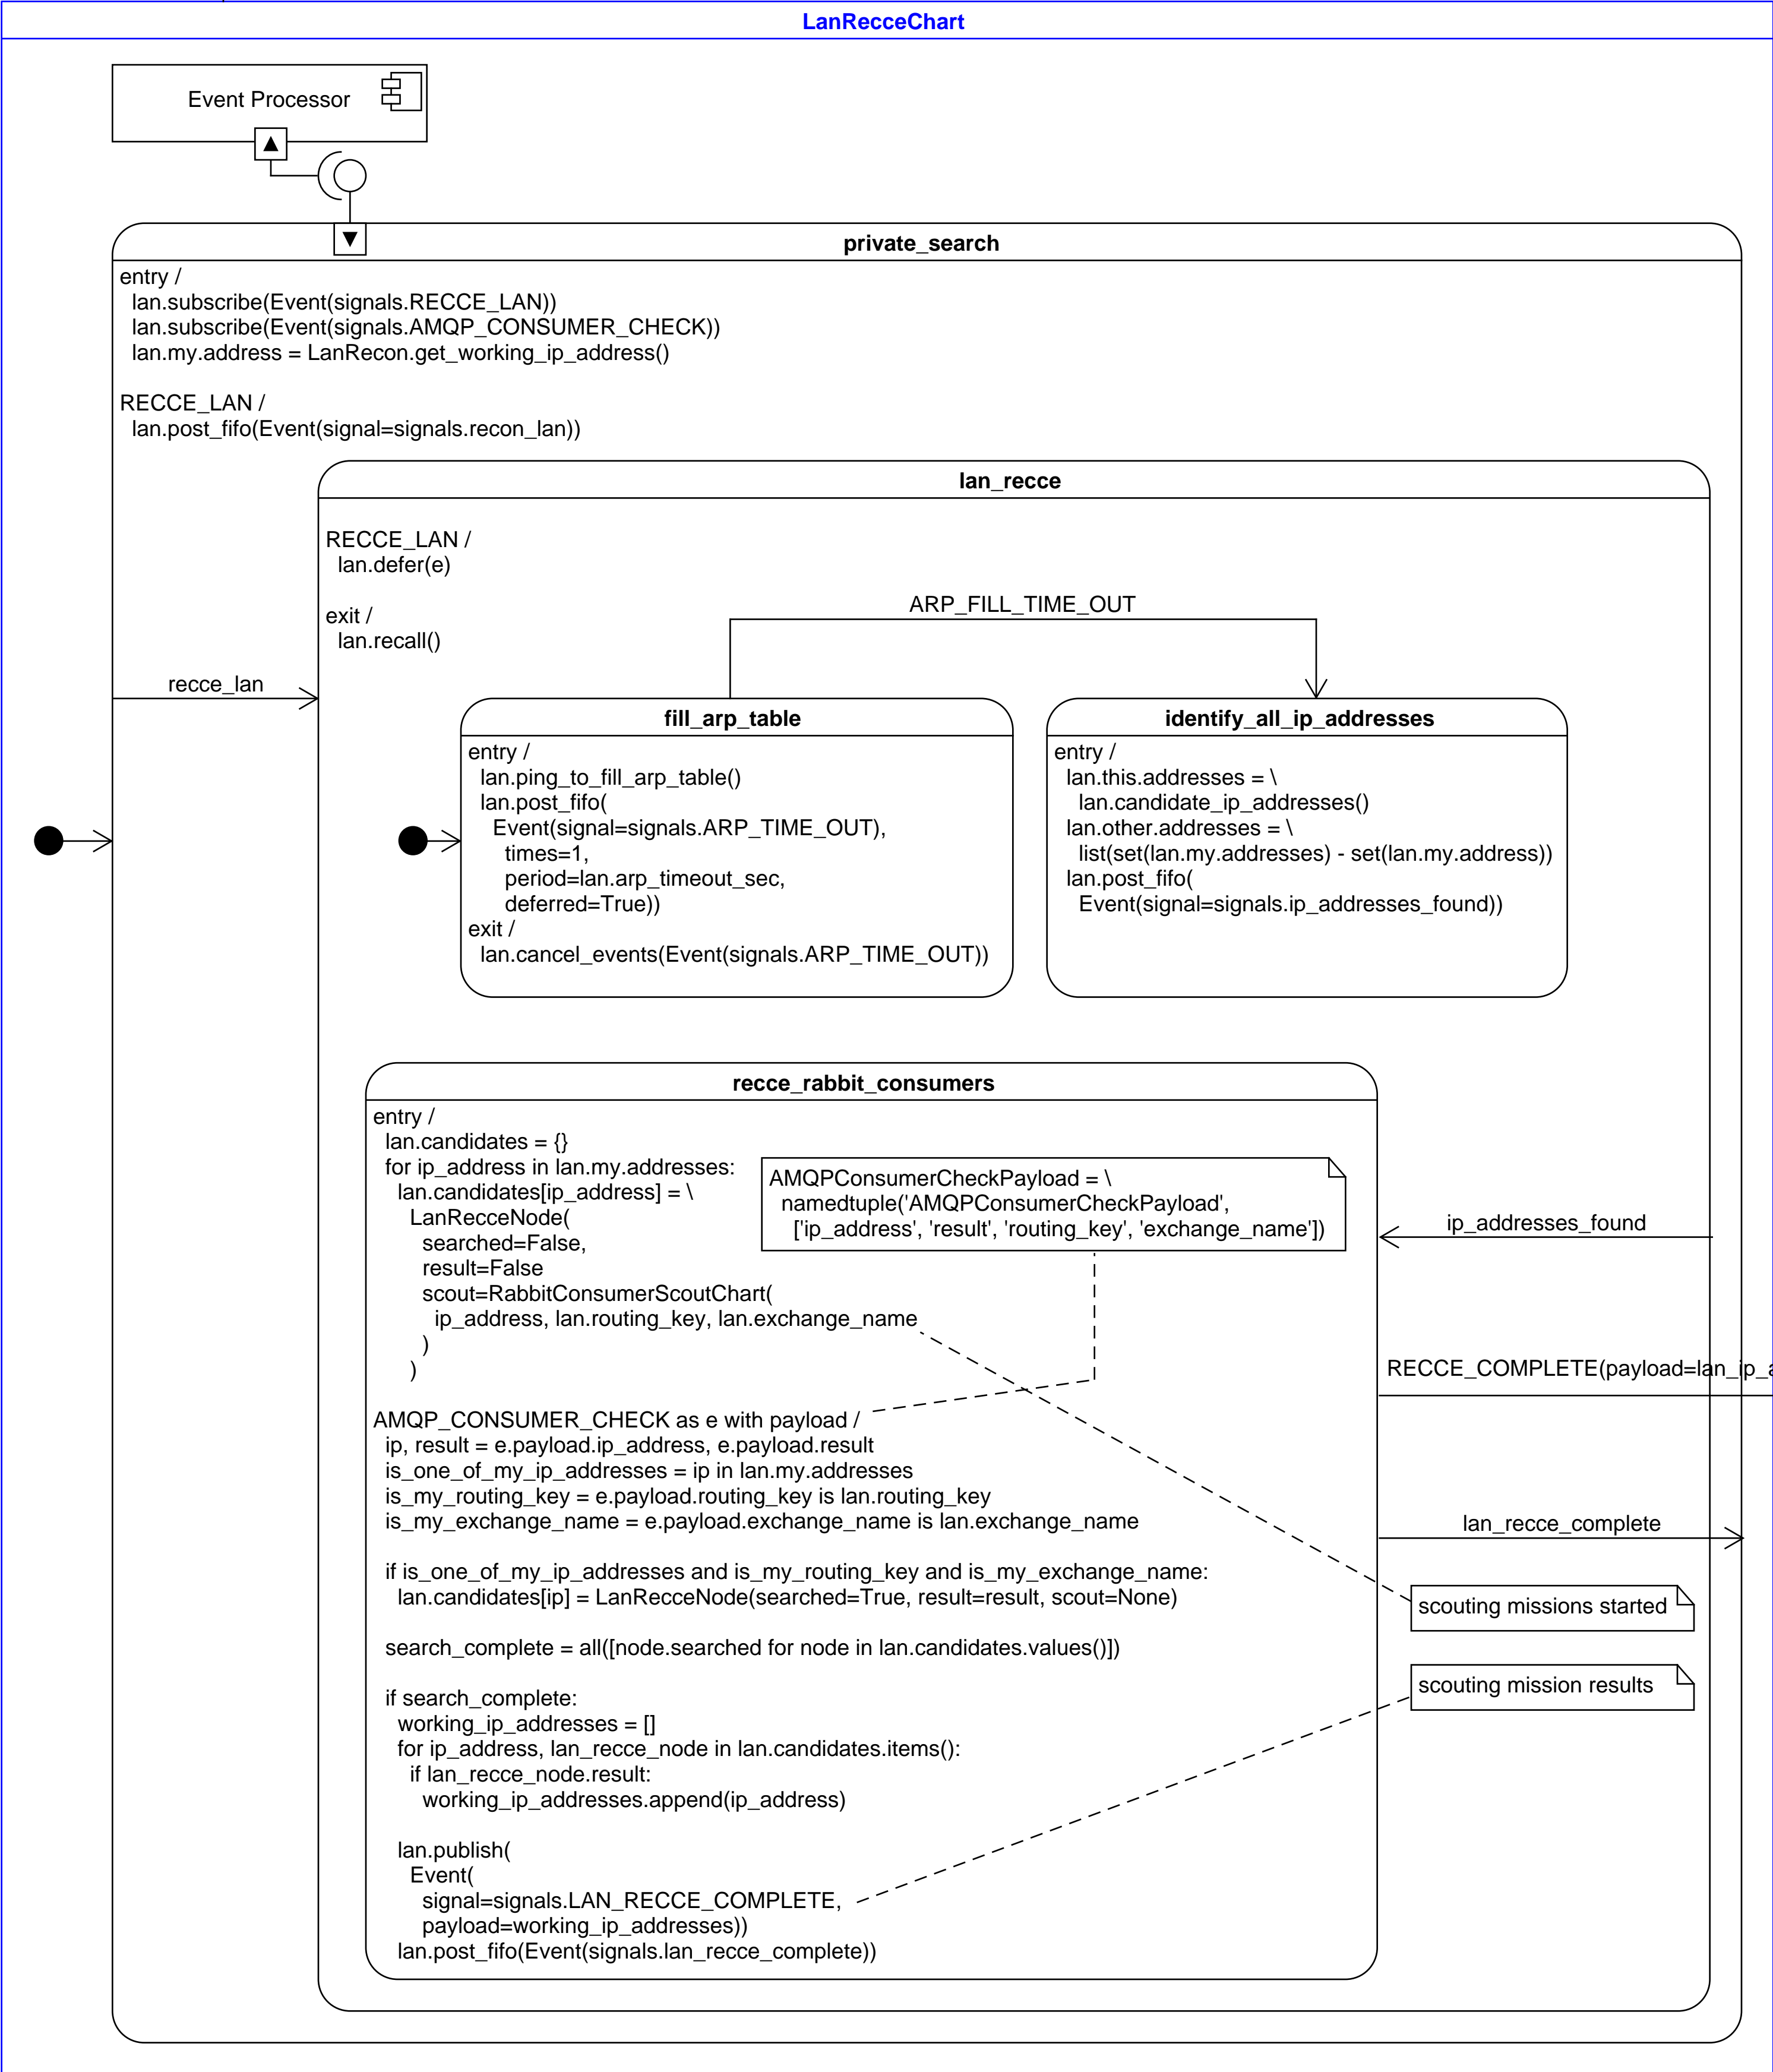 LanRecceChart
Event Processor
private_search
entry /
lan.subscribe(Event(signals.RECCE_LAN))
lan.subscribe(Event(signals.AMQP_CONSUMER_CHECK))
lan.my.address = LanRecon.get_working_ip_address()
RECCE_LAN /
lan.post_fifo(Event(signal=signals.recon_lan))
lan_recce
RECCE_LAN /
lan.defer(e)
exit /
lan.recall()
ARP_FILL_TIME_OUT
recce_lan
fill_arp_table
entry /
lan.ping_to_fill_arp_table()
lan.post_fifo(
Event(signal=signals.ARP_TIME_OUT),
times=1,
period=lan.arp_timeout_sec,
deferred=True))
exit /
lan.cancel_events(Event(signals.ARP_TIME_OUT))
identify_all_ip_addresses
entry /
lan.this.addresses = \
lan.candidate_ip_addresses()
lan.other.addresses = \
list(set(lan.my.addresses) - set(lan.my.address))
lan.post_fifo(
Event(signal=signals.ip_addresses_found))
recce_rabbit_consumers
entry /
lan.candidates = {}
for ip_address in lan.my.addresses:
lan.candidates[ip_address] = \
LanRecceNode(
searched=False,
result=False
scout=RabbitConsumerScoutChart(
ip_address, lan.routing_key, lan.exchange_name
)
)
AMQPConsumerCheckPayload = \
namedtuple('AMQPConsumerCheckPayload',
['ip_address', 'result', 'routing_key', 'exchange_name'])
ip_addresses_found
RECCE_COMPLETE(payload=lan_ip_a
AMQP_CONSUMER_CHECK as e with payload /
ip, result = e.payload.ip_address, e.payload.result
is_one_of_my_ip_addresses = ip in lan.my.addresses
is_my_routing_key = e.payload.routing_key is lan.routing_key
is_my_exchange_name = e.payload.exchange_name is lan.exchange_name
if is_one_of_my_ip_addresses and is_my_routing_key and is_my_exchange_name:
lan.candidates[ip] = LanRecceNode(searched=True, result=result, scout=None)
search_complete = all([node.searched for node in lan.candidates.values()])
if search_complete:
working_ip_addresses = []
for ip_address, lan_recce_node in lan.candidates.items():
if lan_recce_node.result:
working_ip_addresses.append(ip_address)
lan.publish(
Event(
signal=signals.LAN_RECCE_COMPLETE,
payload=working_ip_addresses))
lan.post_fifo(Event(signals.lan_recce_complete))
lan_recce_complete
scouting missions started
scouting mission results